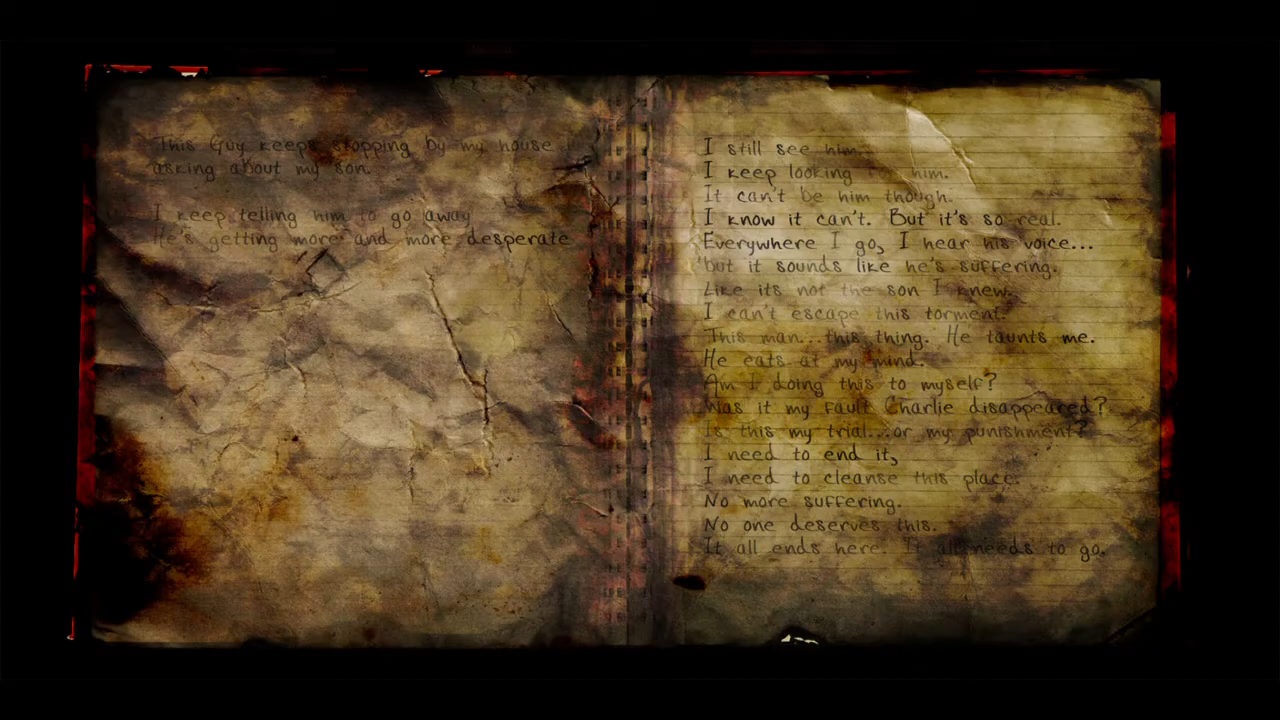 This Guy keeps stopping by my house
asking about my son.
I keep telling him to go away
He's getting more and more desperate
I still see him.
I keep looking for him.
It can't be him though.
I know it can't. But it's so real.
Everywhere I go, I hear his voice...
but it sounds like he's suffering.
Like its not the son I knew.
I can't escape this torment.
This man...this thing. He taunts me.
He eats at my mind.
Am I doing this to myself?
Was it my fault Charlie disappeared?
Is this my trial...or my punishment?
I need to end it,
I need to cleanse this place.
No more suffering.
No one deserves this.
It all ends here. It all needs to go.